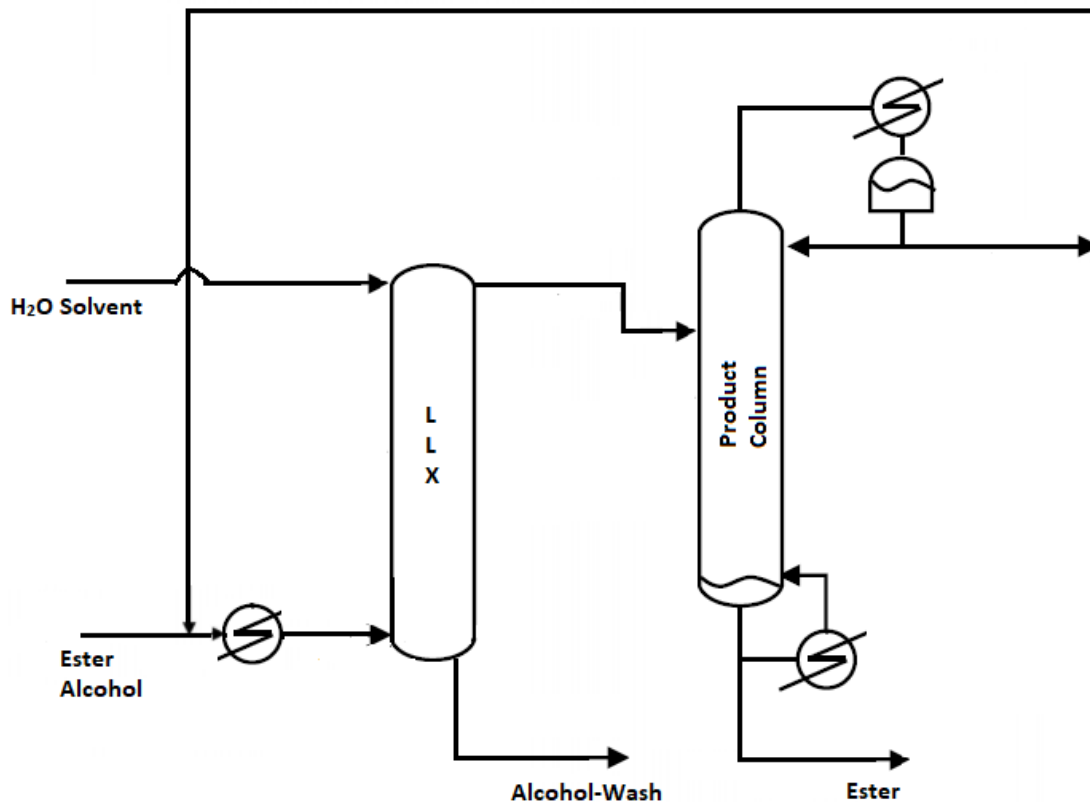 H₂O Solvent
L
L
X
Product
Column
Ester
Alcohol
Alcohol-Wash
Ester